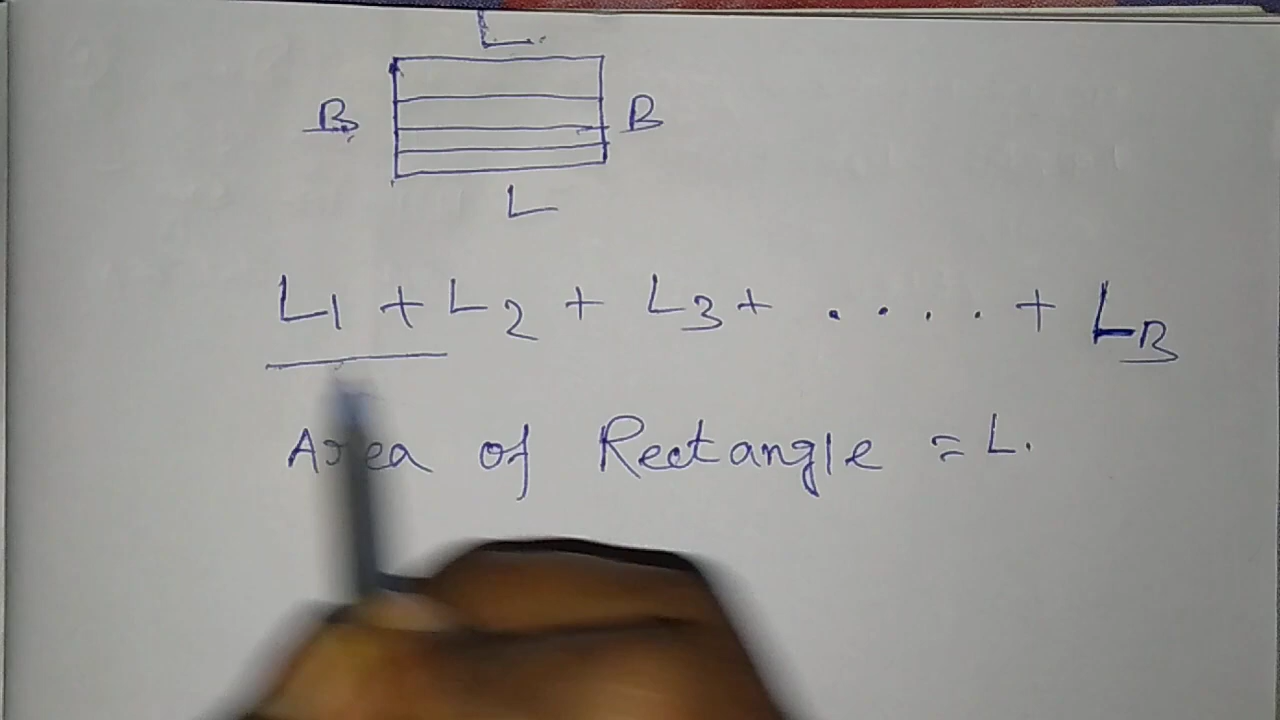 L
B B
L
L1 + L2 + L3 + ..... + LB
Area of Rectangle = L.